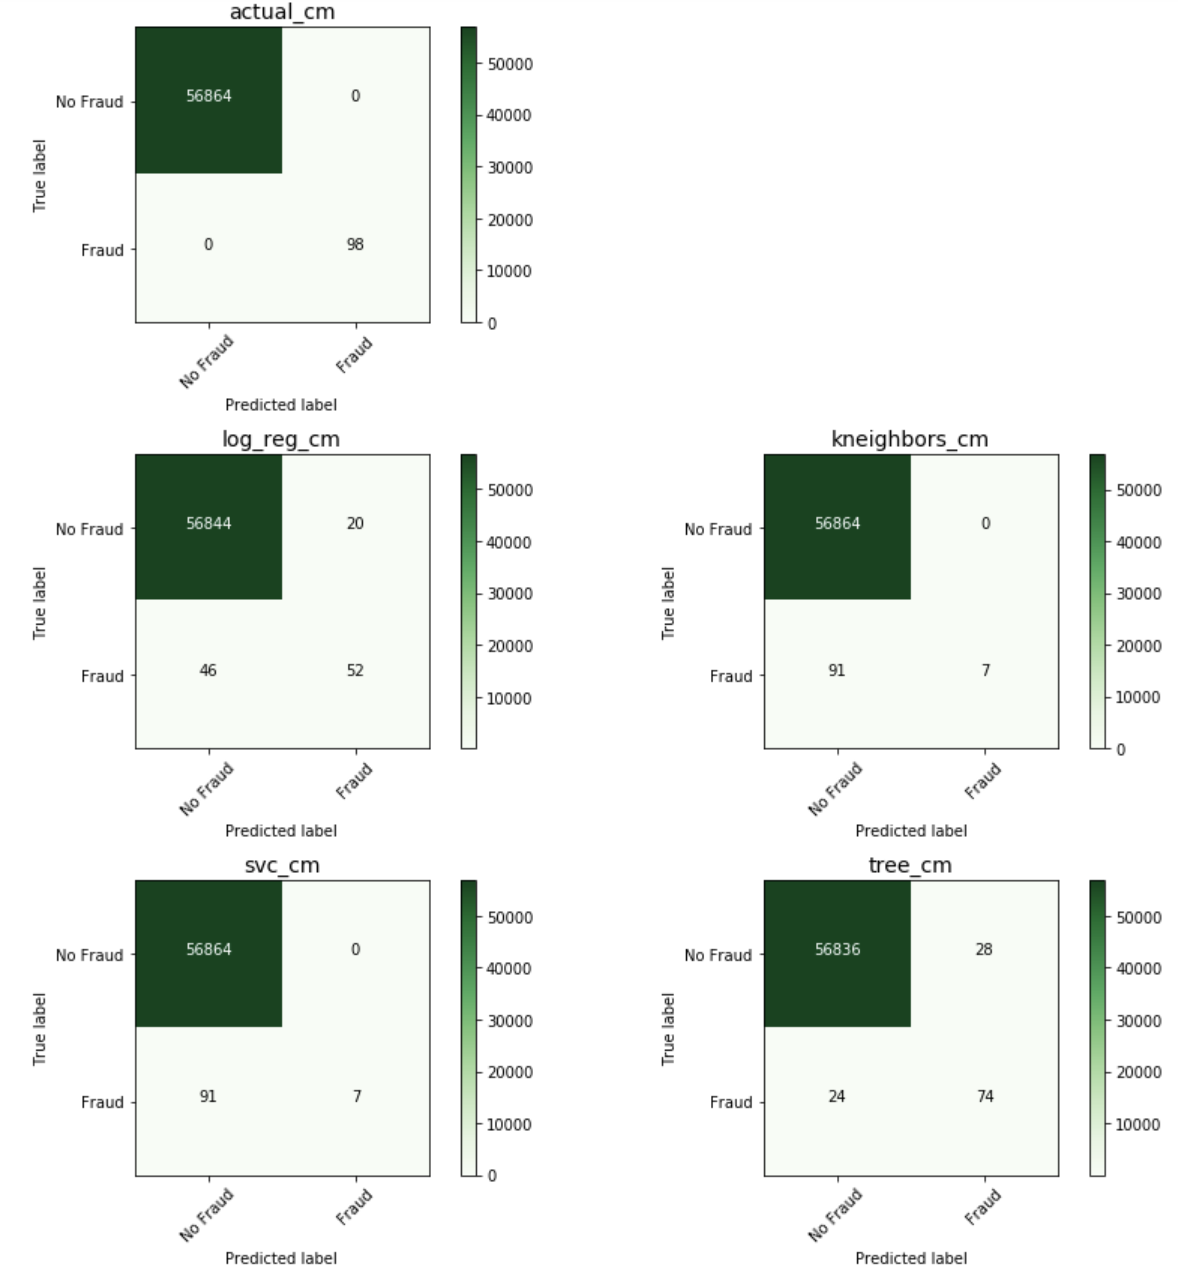 actual_cm
50000
56864 0
No Fraud
40000
True label
30000
20000
0 98
Fraud
10000
0
No Fraud
Fraud
Predicted label
log_reg_cm
50000
56844 20
No Fraud
40000
True label
30000
20000
46 52
Fraud
10000
No Fraud
Fraud
Predicted label
kneighbors_cm
50000
56864 0
No Fraud
40000
True label
30000
20000
91 7
Fraud
10000
0
No Fraud
Fraud
Predicted label
svc_cm
50000
56864 0
No Fraud
40000
True label
30000
20000
91 7
Fraud
10000
0
No Fraud
Fraud
Predicted label
tree_cm
50000
56836 28
No Fraud
40000
True label
30000
20000
24 74
Fraud
10000
No Fraud
Fraud
Predicted label